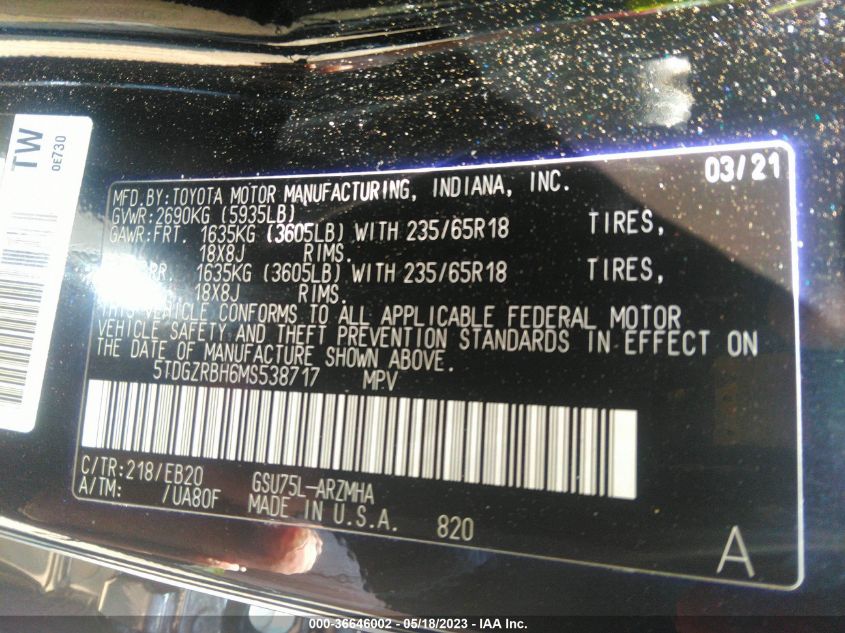 TW
0E730
03/21
MFD.BY:TOYOTA MOTOR MANUFACTURING, INDIANA, INC.
GVWR:2690KG (5935LB)
GAWR:FRT. 1635KG (3605LB) WITH 235/65R18 TIRES,
18X8J RIMS.
RR. 1635KG (3605LB) WITH 235/65R18 TIRES,
18X8J RIMS.
THIS VEHICLE CONFORMS TO ALL APPLICABLE FEDERAL MOTOR
VEHICLE SAFETY AND THEFT PREVENTION STANDARDS IN EFFECT ON
THE DATE OF MANUFACTURE SHOWN ABOVE.
5TDGZRBH6MS538717 MPV
C/TR:218/EB20 GSU75L-ARZMHA
A/TM: /UA80F MADE IN U.S.A. 820
A
000-36646002 - 05/18/2023 - IAA Inc.